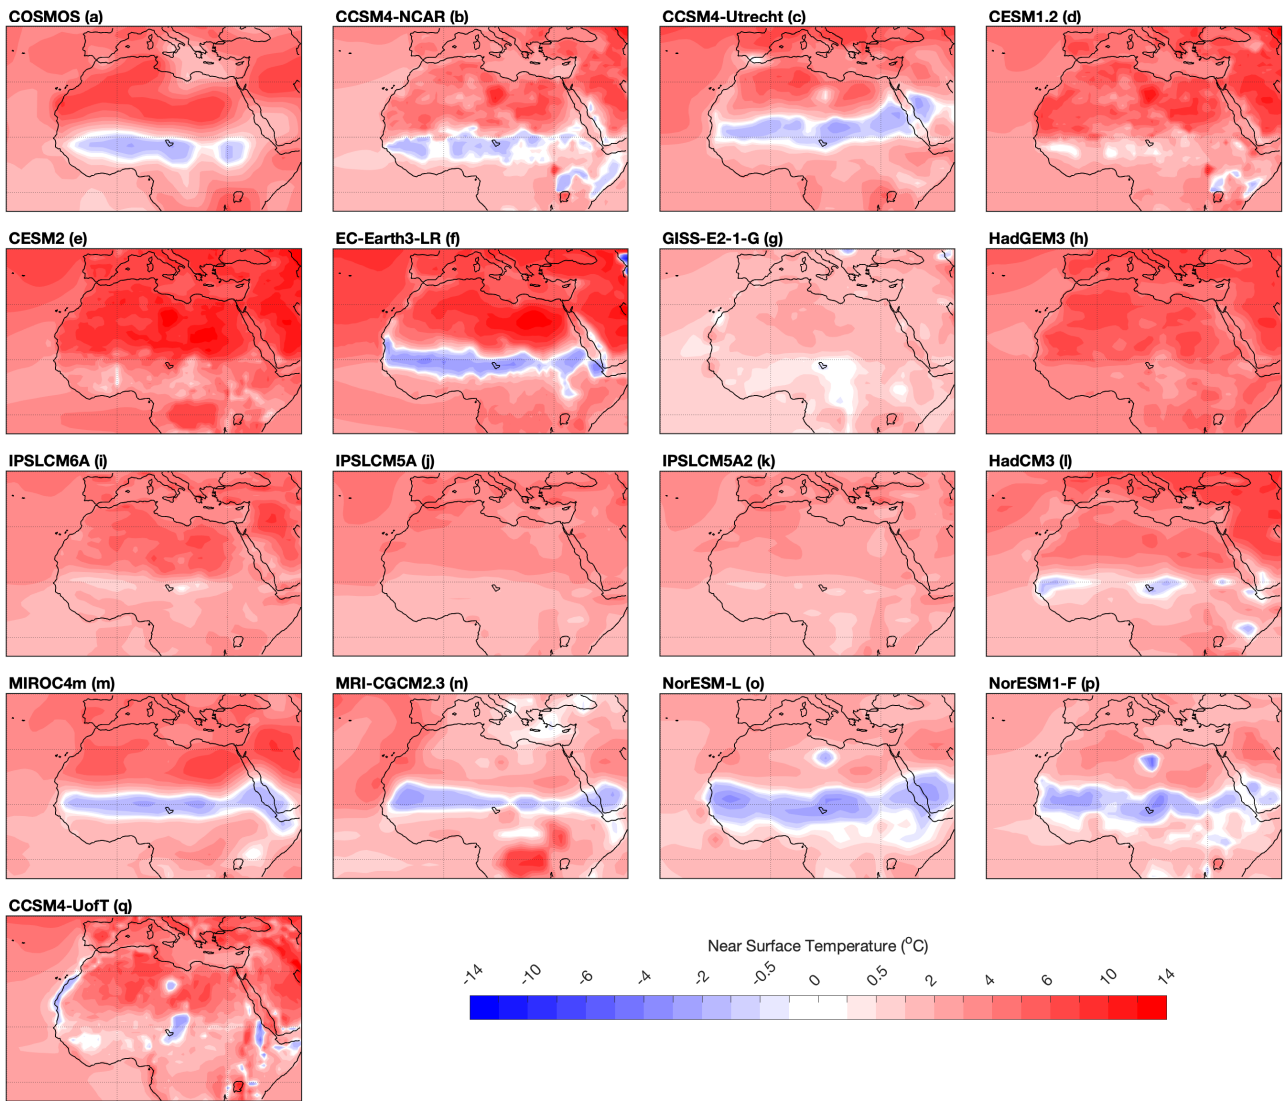 COSMOS (a)
CCSM4-NCAR (b)
CCSM4-Utrecht (c)
CESM1.2 (d)
CESM2 (e)
EC-Earth3-LR (f)
GISS-E2-1-G (g)
HadGEM3 (h)
IPSLCM6A (i)
IPSLCM5A (j)
IPSLCM5A2 (k)
HadCM3 (l)
MIROC4m (m)
MRI-CGCM2.3 (n)
NorESM-L (o)
NorESM1-F (p)
CCSM4-UofT (q)
Near Surface Temperature (°C)
-14 -10 -6 -4 -2 -0.5 0 0.5 2 4 6 10 14